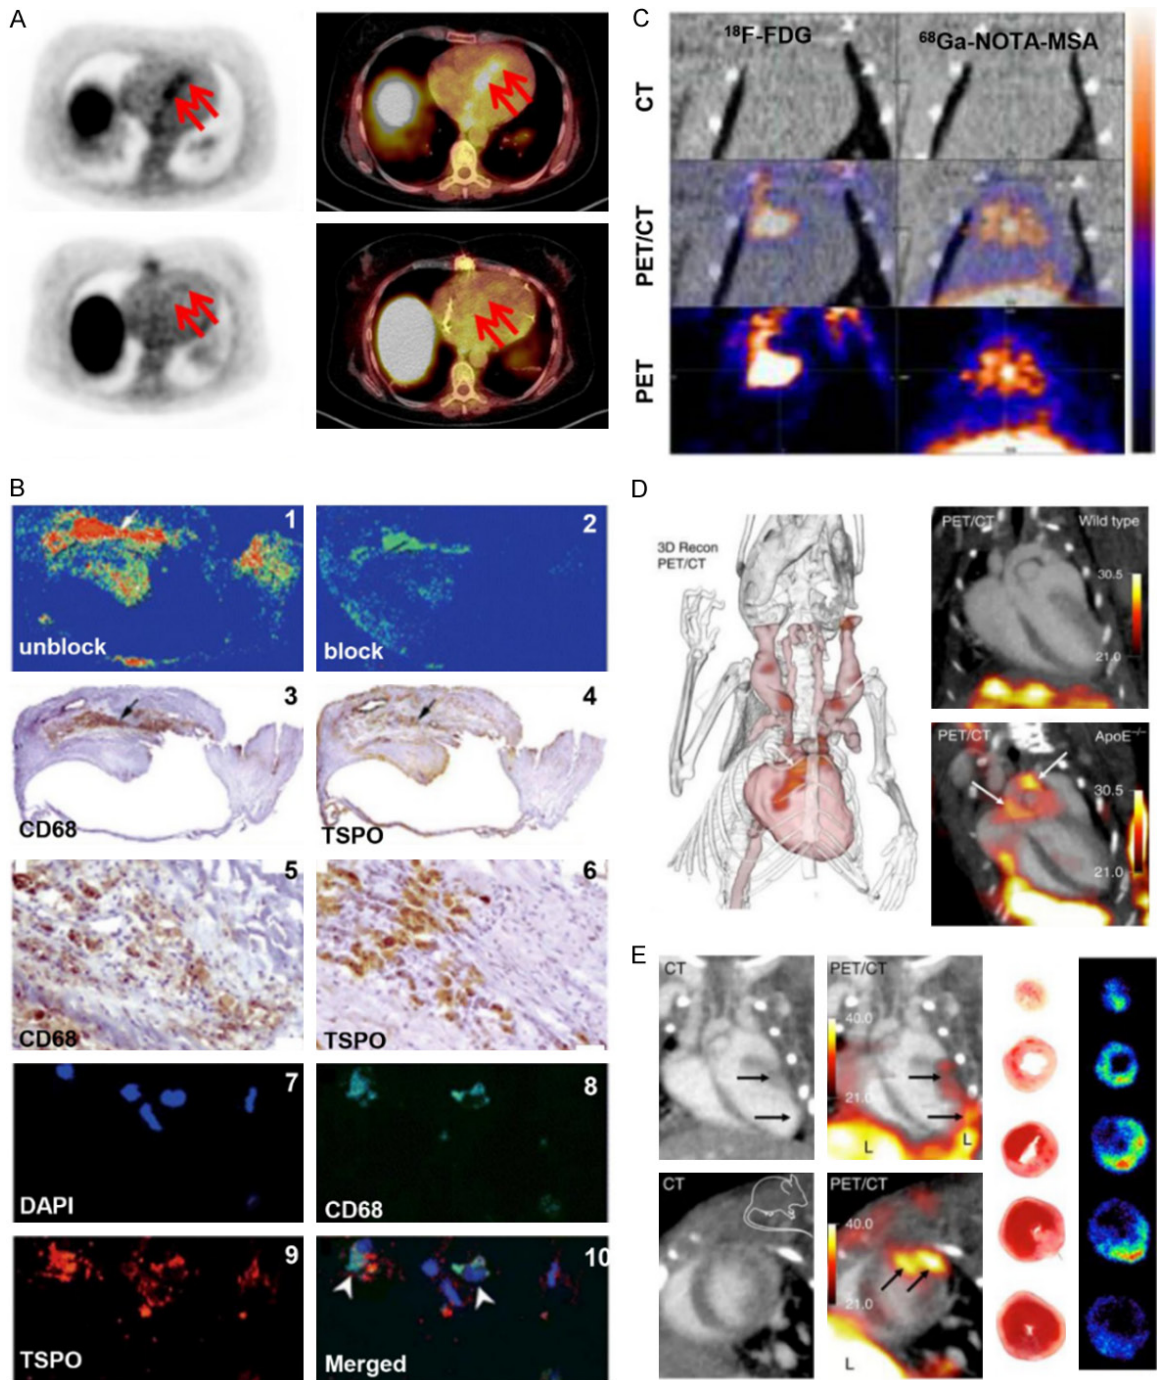 A
B
1
unblock
2
block
3
CD68
4
TSPO
5
CD68
6
TSPO
7
DAPI
8
CD68
9
TSPO
10
Merged
C
18F-FDG
68Ga-NOTA-MSA
CT
PET/CT
PET
D
3D Recon
PET/CT
PET/CT
Wild type
30.5
21.0
PET/CT
ApoE−/−
30.5
21.0
E
CT
PET/CT
40.0
21.0
L
L
CT
PET/CT
40.0
21.0
L